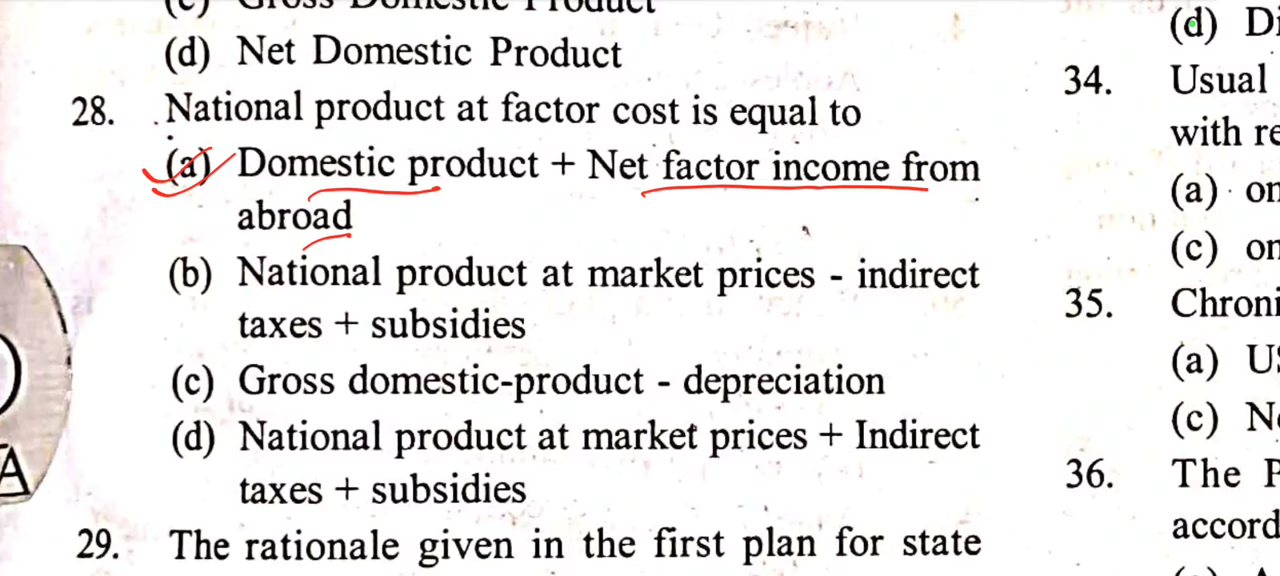 (d) Net Domestic Product
28. National product at factor cost is equal to
(a) Domestic product + Net factor income from
abroad
(b) National product at market prices - indirect
taxes + subsidies
(c) Gross domestic-product - depreciation
(d) National product at market prices + Indirect
taxes + subsidies
29. The rationale given in the first plan for state
(d)
34. Usual
with
(a)
(c)
35.
(a)
(c)
36. The
A